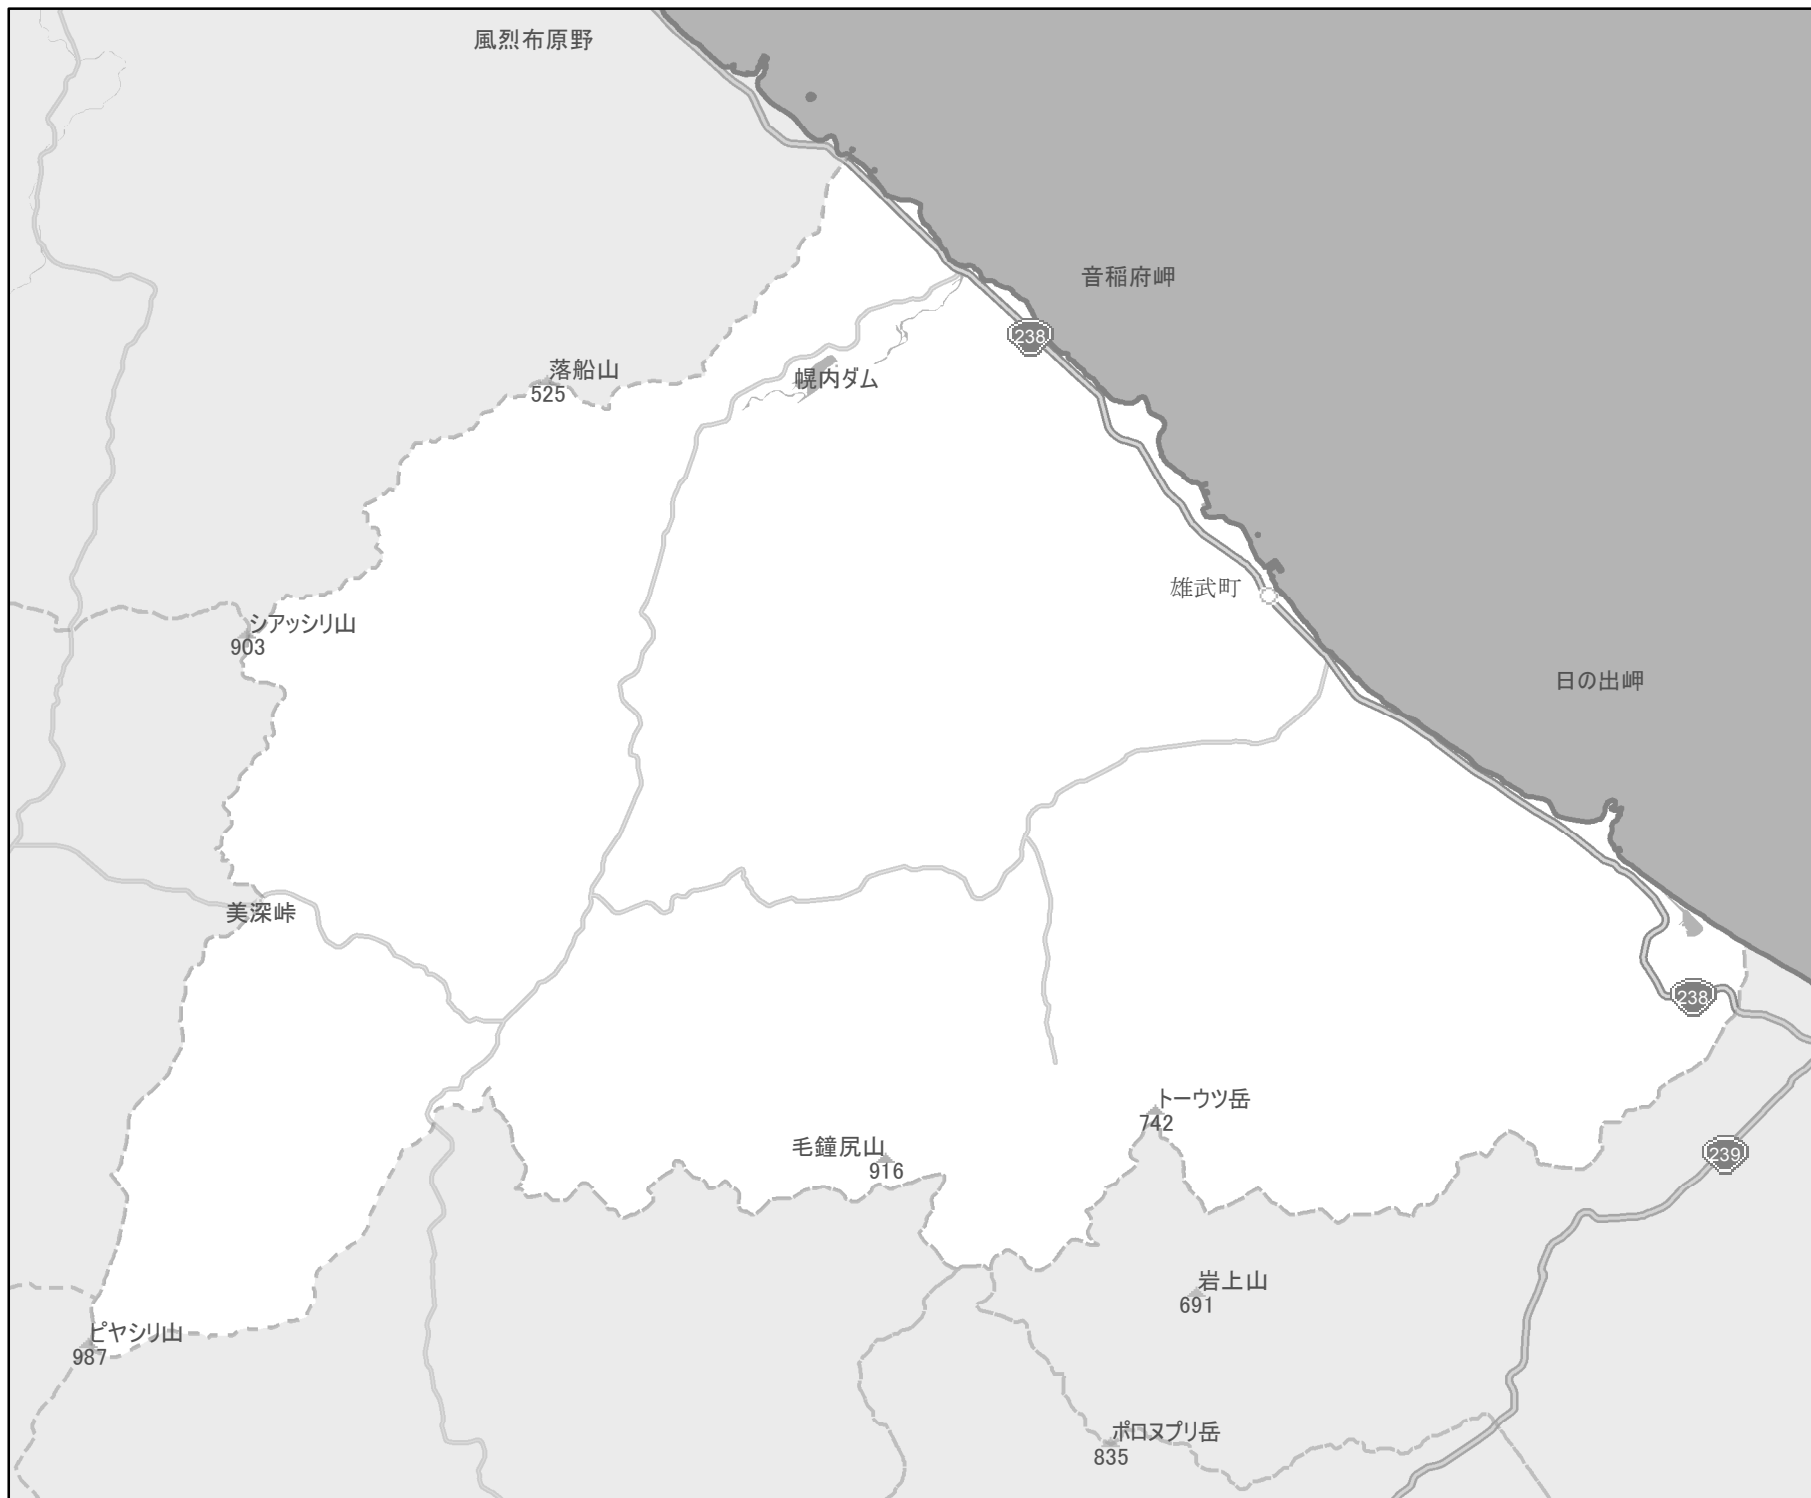 風烈布原野
音稲府岬
238
落船山
525
幌内ダム
雄武町
シアッシリ山
903
日の出岬
美深峠
238
トーウツ岳
742
毛鐘尻山
916
239
岩上山
691
ピヤシリ山
987
ポロヌプリ岳
835